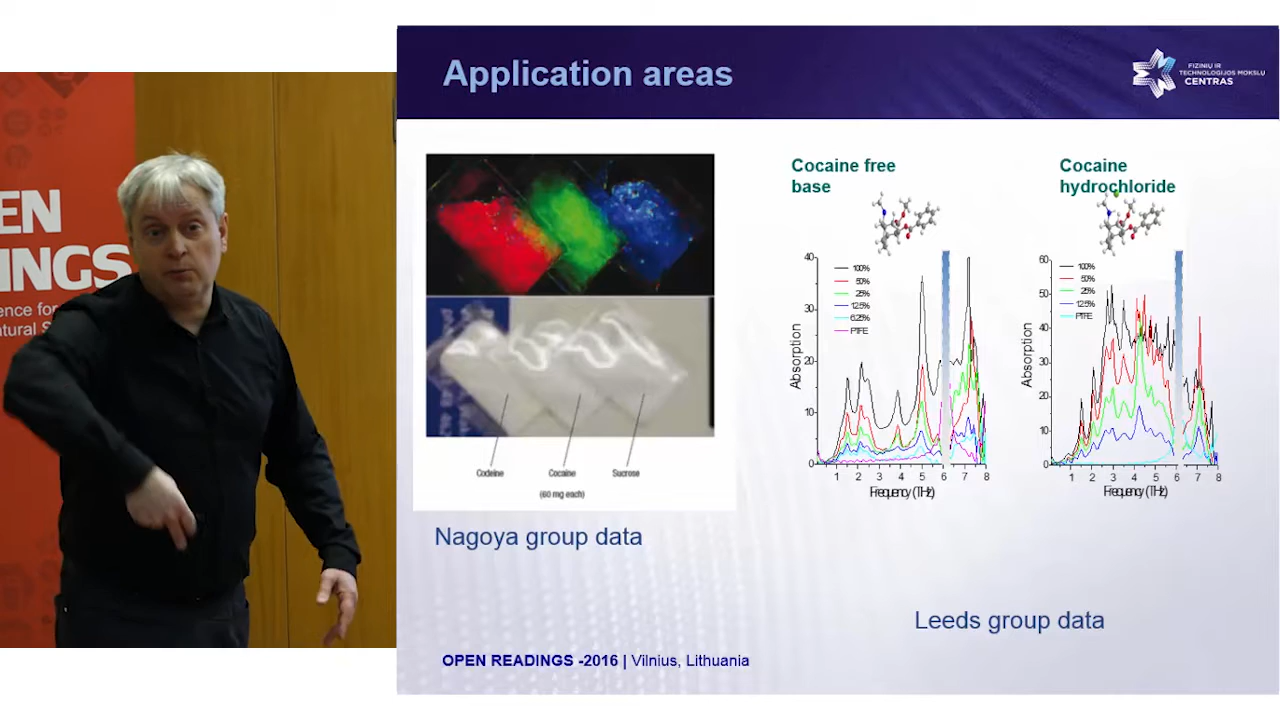 EN
INGS
ence for
atural S
Application areas
FIZINIŲ IR
TECHNOLOGIJOS MOKSLŲ
CENTRAS
Codeine
Cocaine
Sucrose
(60 mg each)
Nagoya group data
Cocaine free
base
40
30
20
10
0
Absorption
100%
50%
25%
12.5%
6.25%
PTFE
1 2 3 4 5 6 7 8
Frequency (THz)
Cocaine
hydrochloride
60
50
40
30
20
10
0
Absorption
100%
50%
25%
12.5%
PTFE
1 2 3 4 5 6 7 8
Frequency (THz)
Leeds group data
OPEN READINGS -2016 | Vilnius, Lithuania